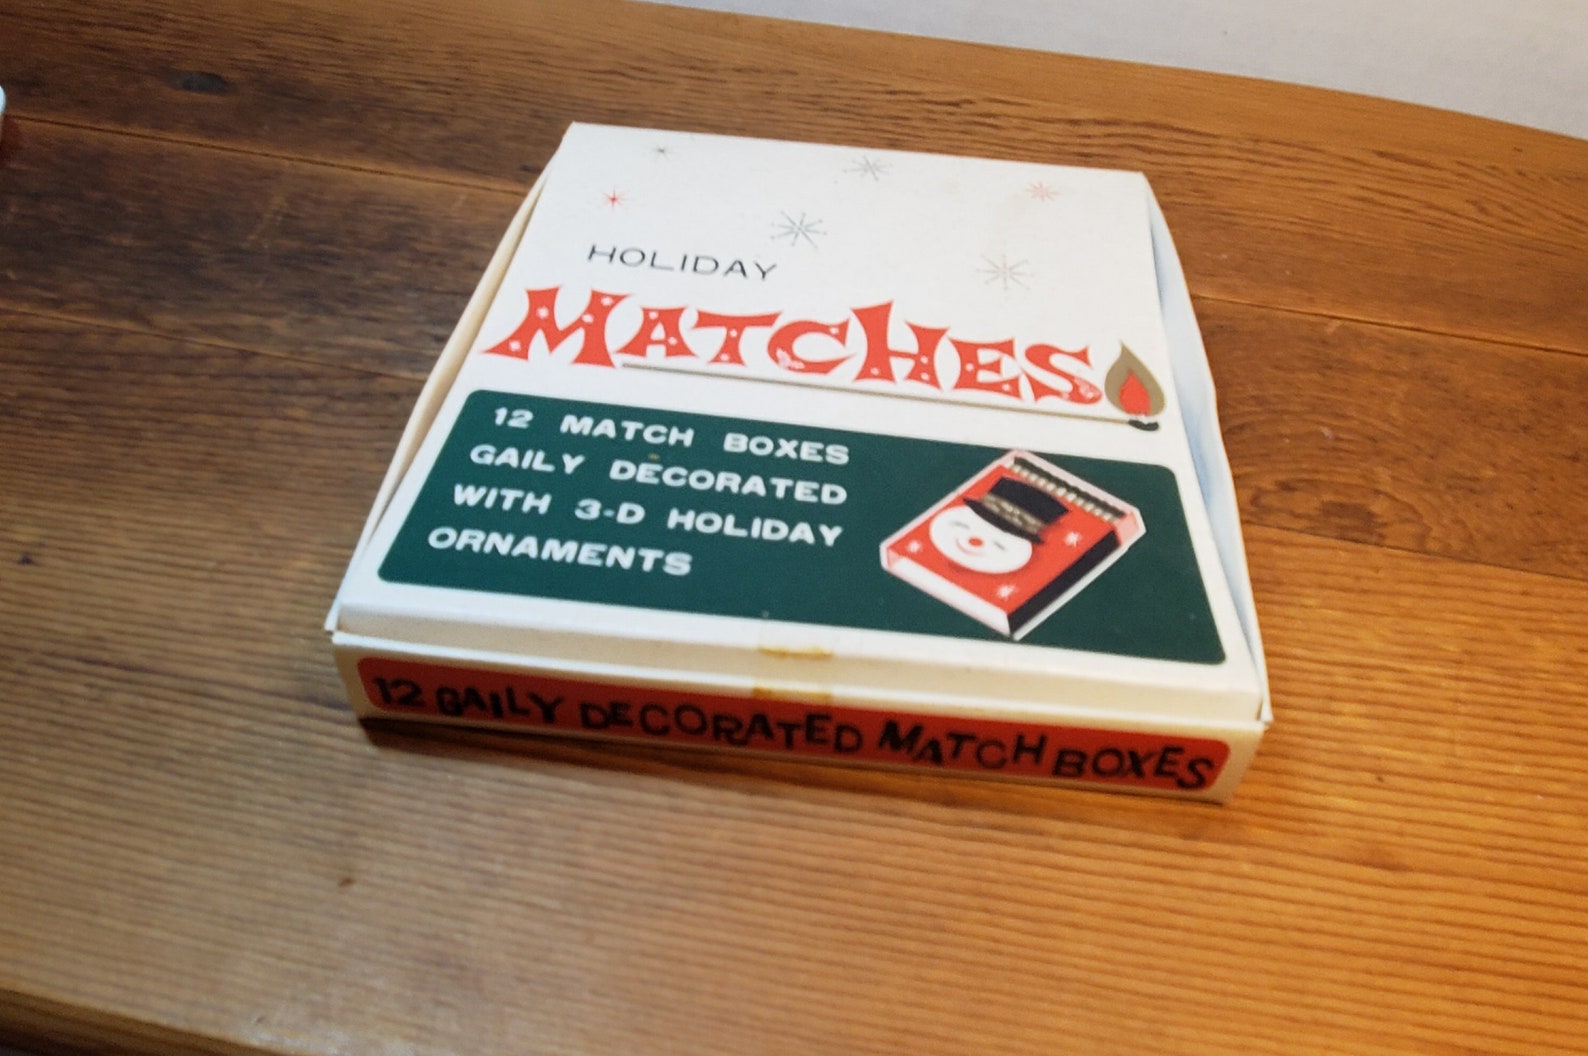 HOLIDAY
MATCHES
12 MATCH BOXES
GAILY DECORATED
WITH 3-D HOLIDAY
ORNAMENTS
12 GAILY DECORATED MATCH BOXES